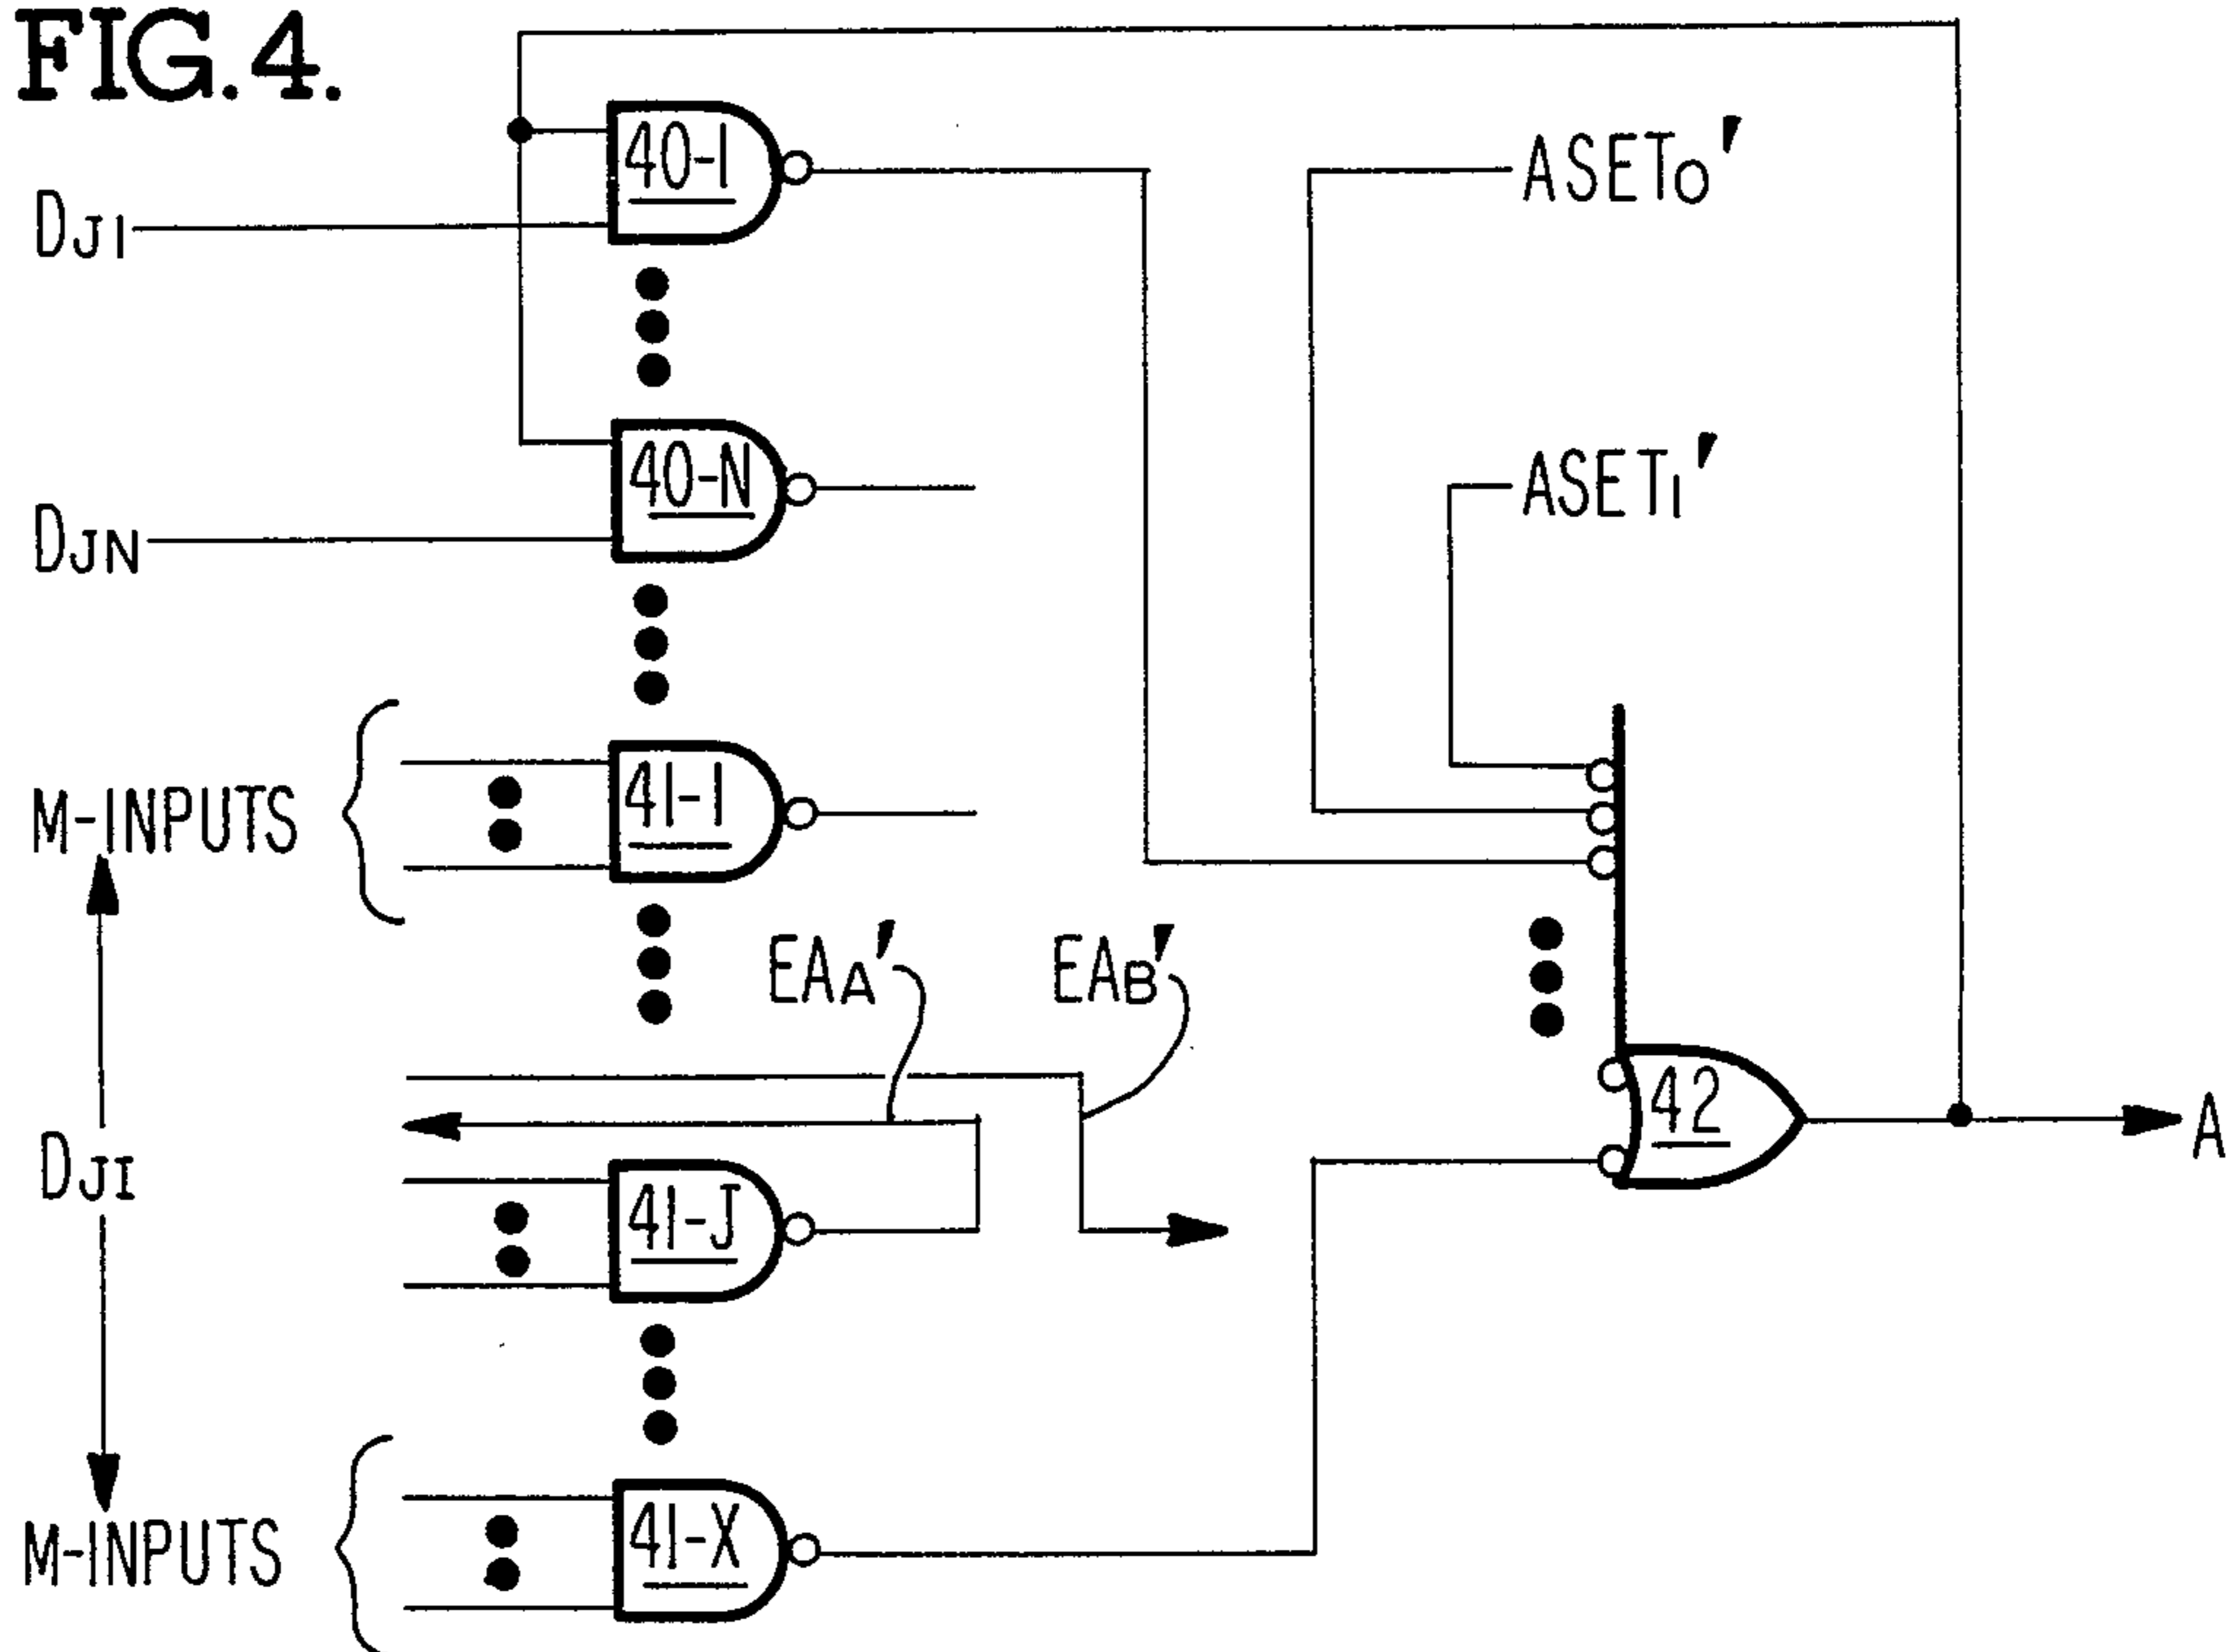 FIG. 4.
40-1
ASET0'
DJ1
40-N
ASET1'
DJN
M-INPUTS
41-1
EAA'
EAB'
42
A
DJI
41-J
M-INPUTS
41-X